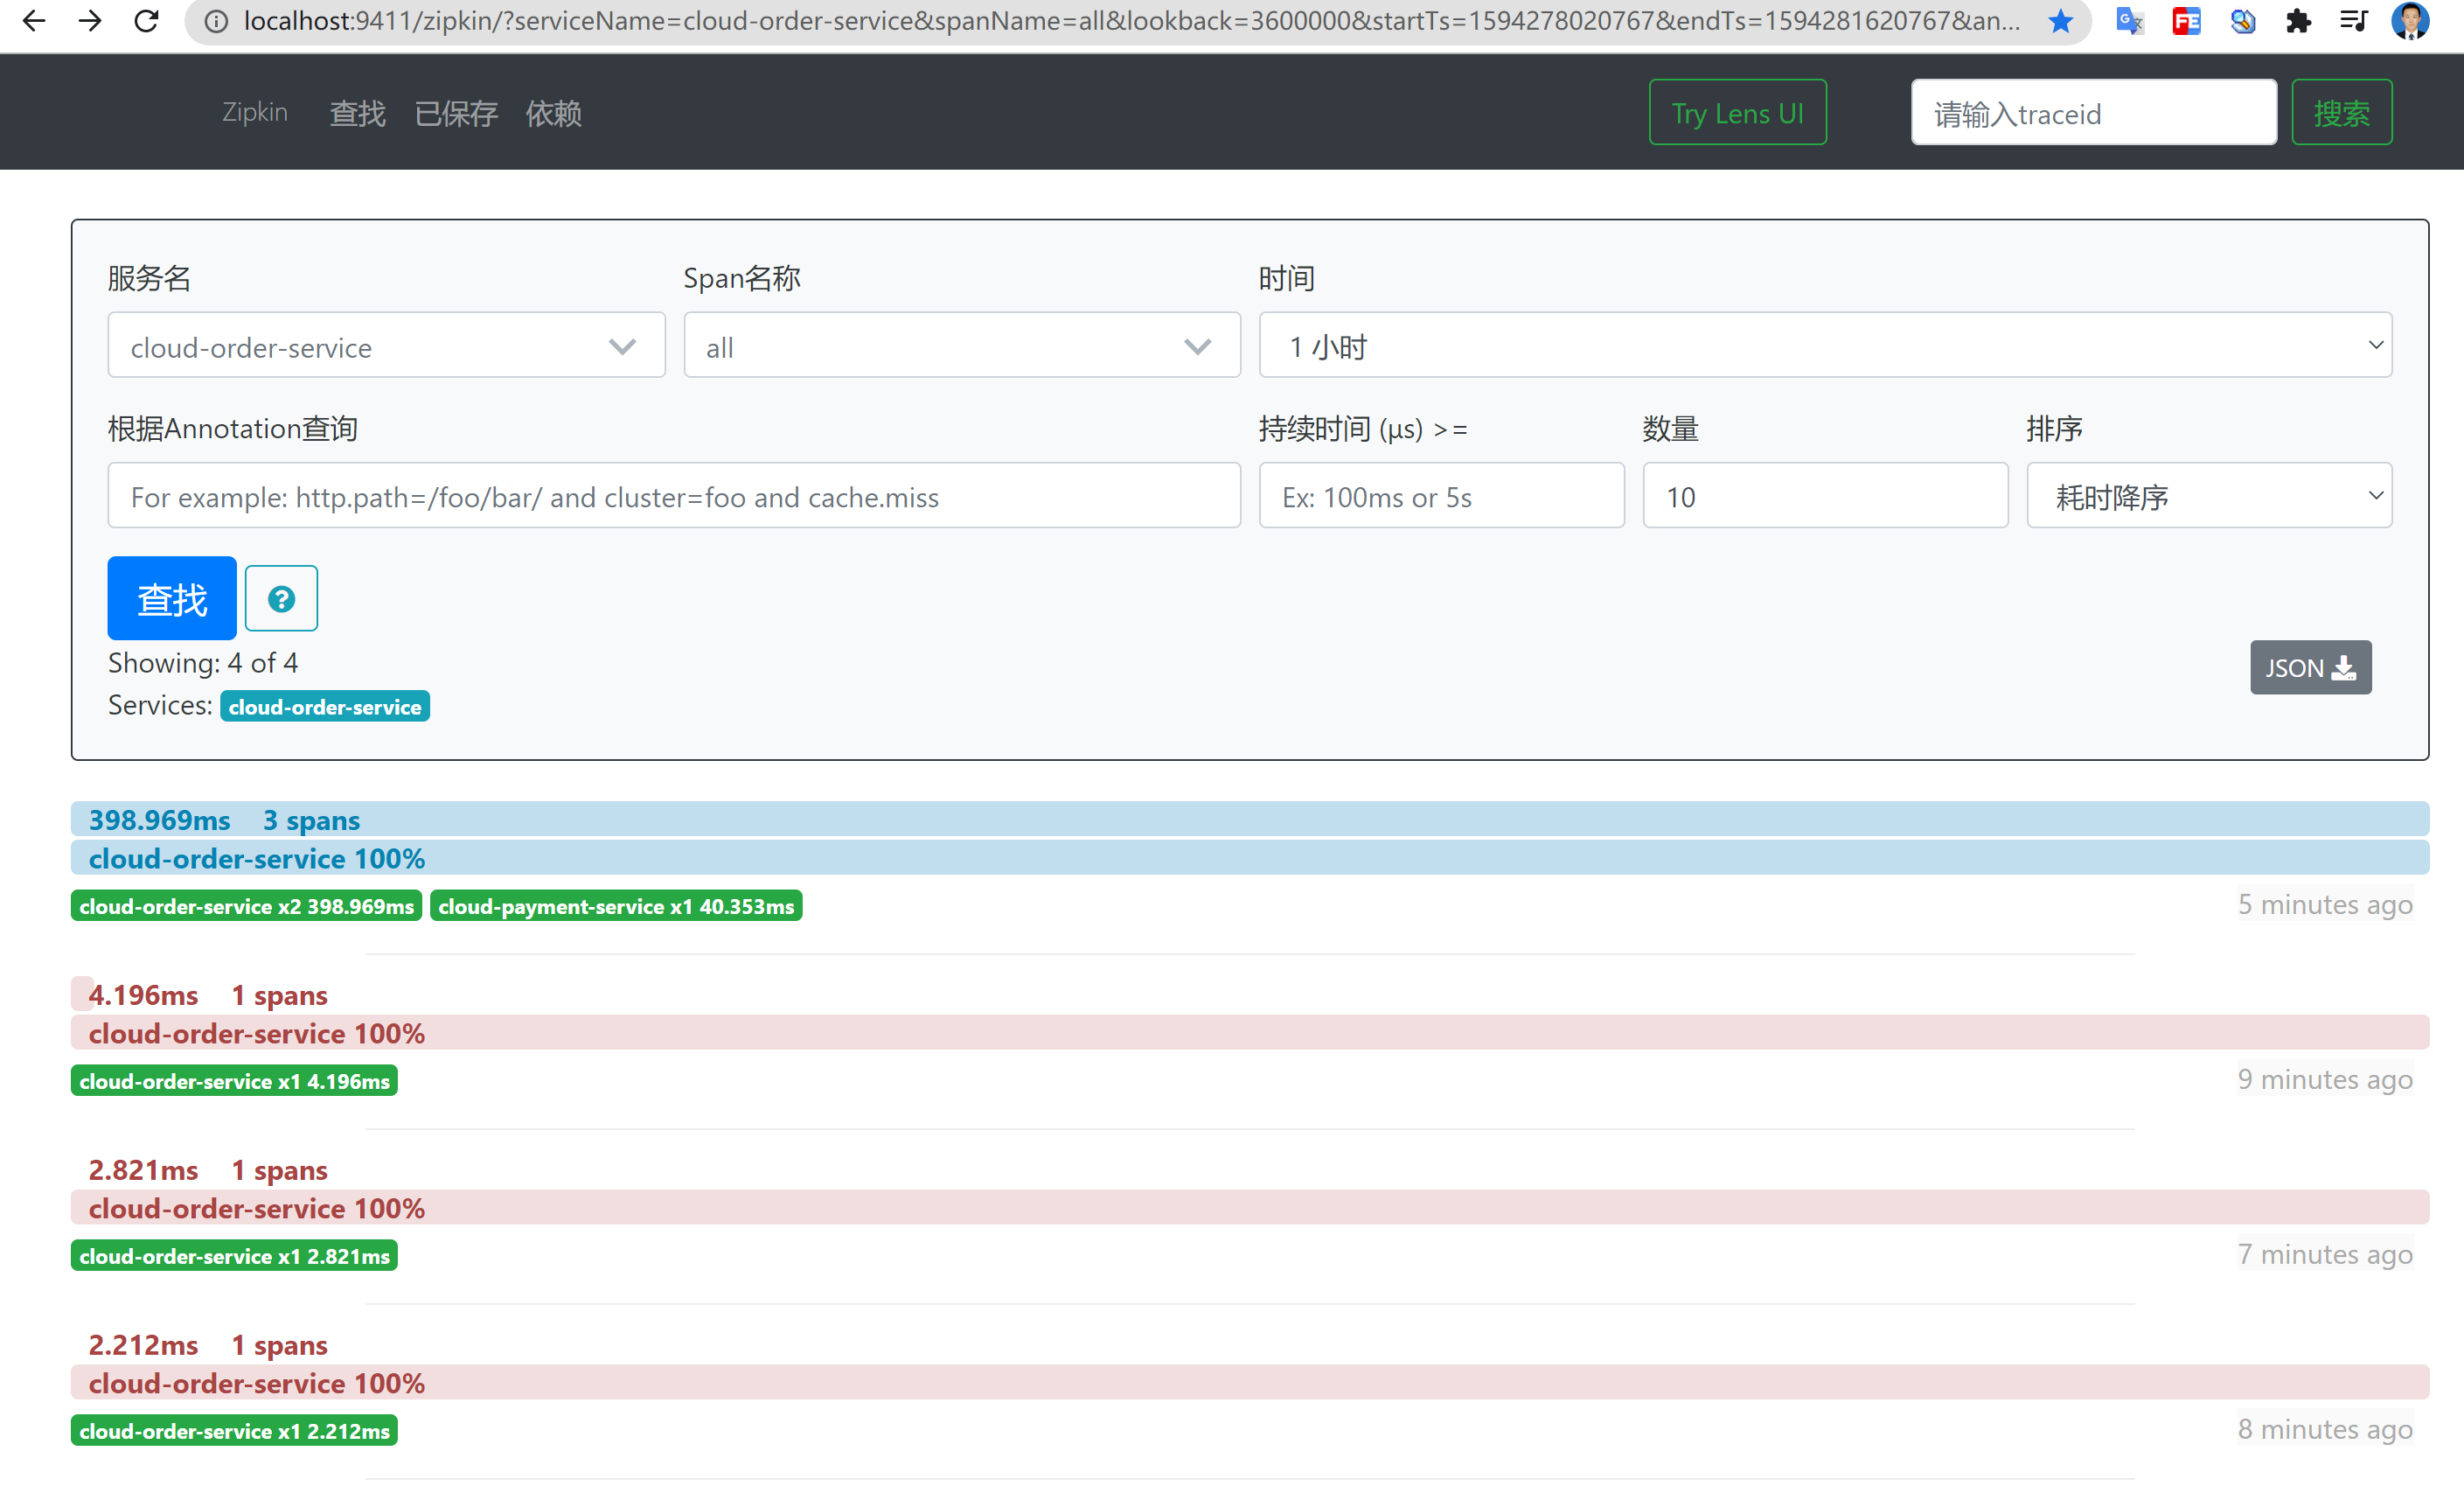 localhost:9411/zipkin/?serviceName=cloud-order-service&spanName=all&lookback=3600000&startTs=1594278020767&endTs=1594281620767&an...
Zipkin 查找 已保存 依赖 Try Lens UI 请输入traceid 搜索
服务名 Span名称 时间
cloud-order-service all 1 小时
根据Annotation查询 持续时间 (μs) >= 数量 排序
For example: http.path=/foo/bar/ and cluster=foo and cache.miss Ex: 100ms or 5s 10 耗时降序
查找
Showing: 4 of 4
JSON
Services: cloud-order-service
398.969ms 3 spans
cloud-order-service 100%
cloud-order-service x2 398.969ms cloud-payment-service x1 40.353ms 5 minutes ago
4.196ms 1 spans
cloud-order-service 100%
cloud-order-service x1 4.196ms 9 minutes ago
2.821ms 1 spans
cloud-order-service 100%
cloud-order-service x1 2.821ms 7 minutes ago
2.212ms 1 spans
cloud-order-service 100%
cloud-order-service x1 2.212ms 8 minutes ago